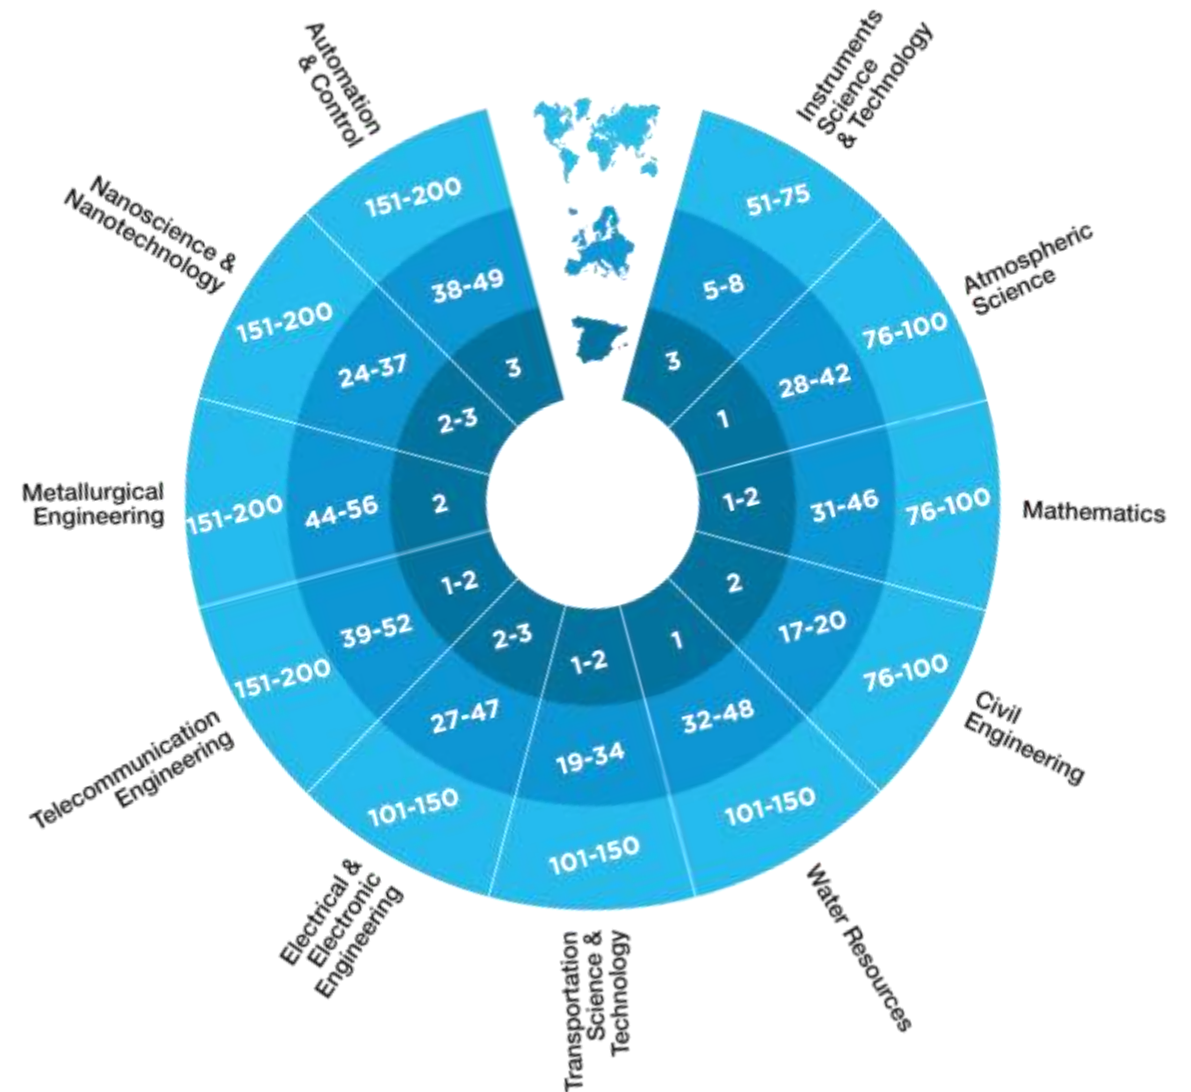 Instruments
Science
& Technology
51-75
5-8
3
Atmospheric
Science
76-100
28-42
1
Mathematics
76-100
31-46
1-2
Civil
Engineering
76-100
17-20
2
Water Resources
101-150
32-48
1
Transportation
Science &
Technology
101-150
19-34
1-2
Electrical &
Electronic
Engineering
101-150
27-47
2-3
Telecommunication
Engineering
151-200
39-52
1-2
Metallurgical
Engineering
151-200
44-56
2
Nanoscience &
Nanotechnology
151-200
24-37
2-3
Automation
& Control
151-200
38-49
3